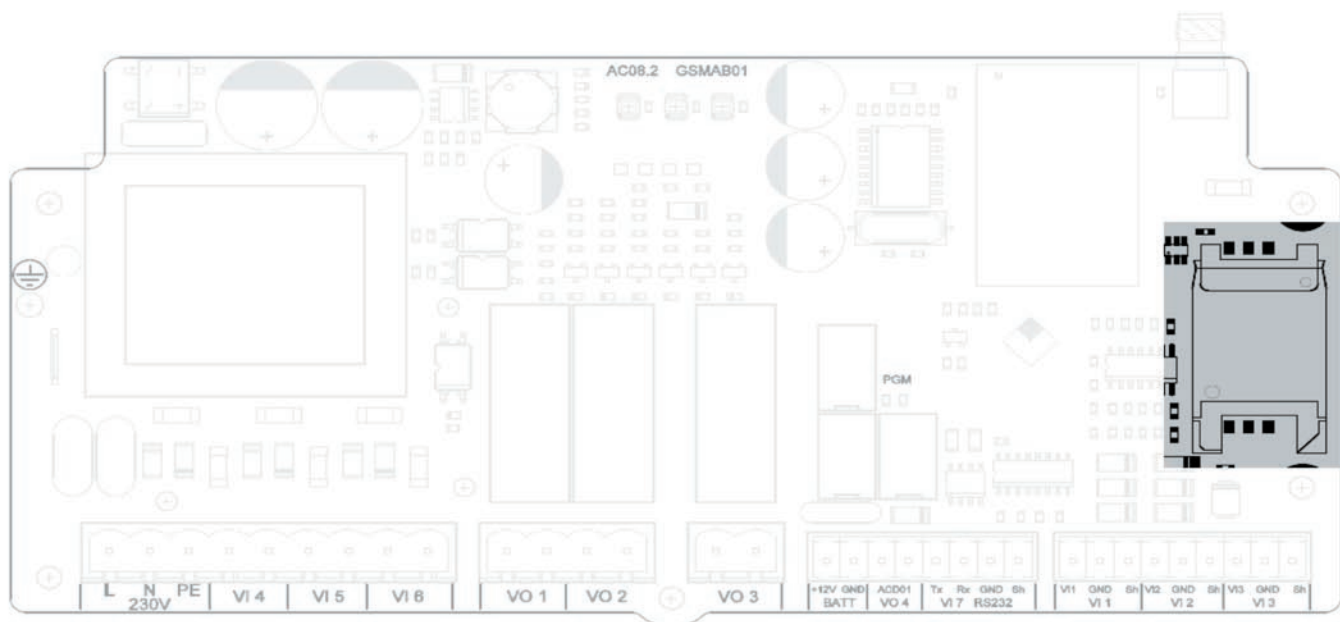 AC08.2 GSMAB01
PGM
L N PE
230V VI 4 VI 5 VI 6 VO 1 VO 2 VO 3
+12V GND ACD01 Tx Rx GND Sh VI1 GND Sh VI2 GND Sh VI3 GND Sh
BATT VO 4 VI 7 RS232 VI 1 VI 2 VI 3